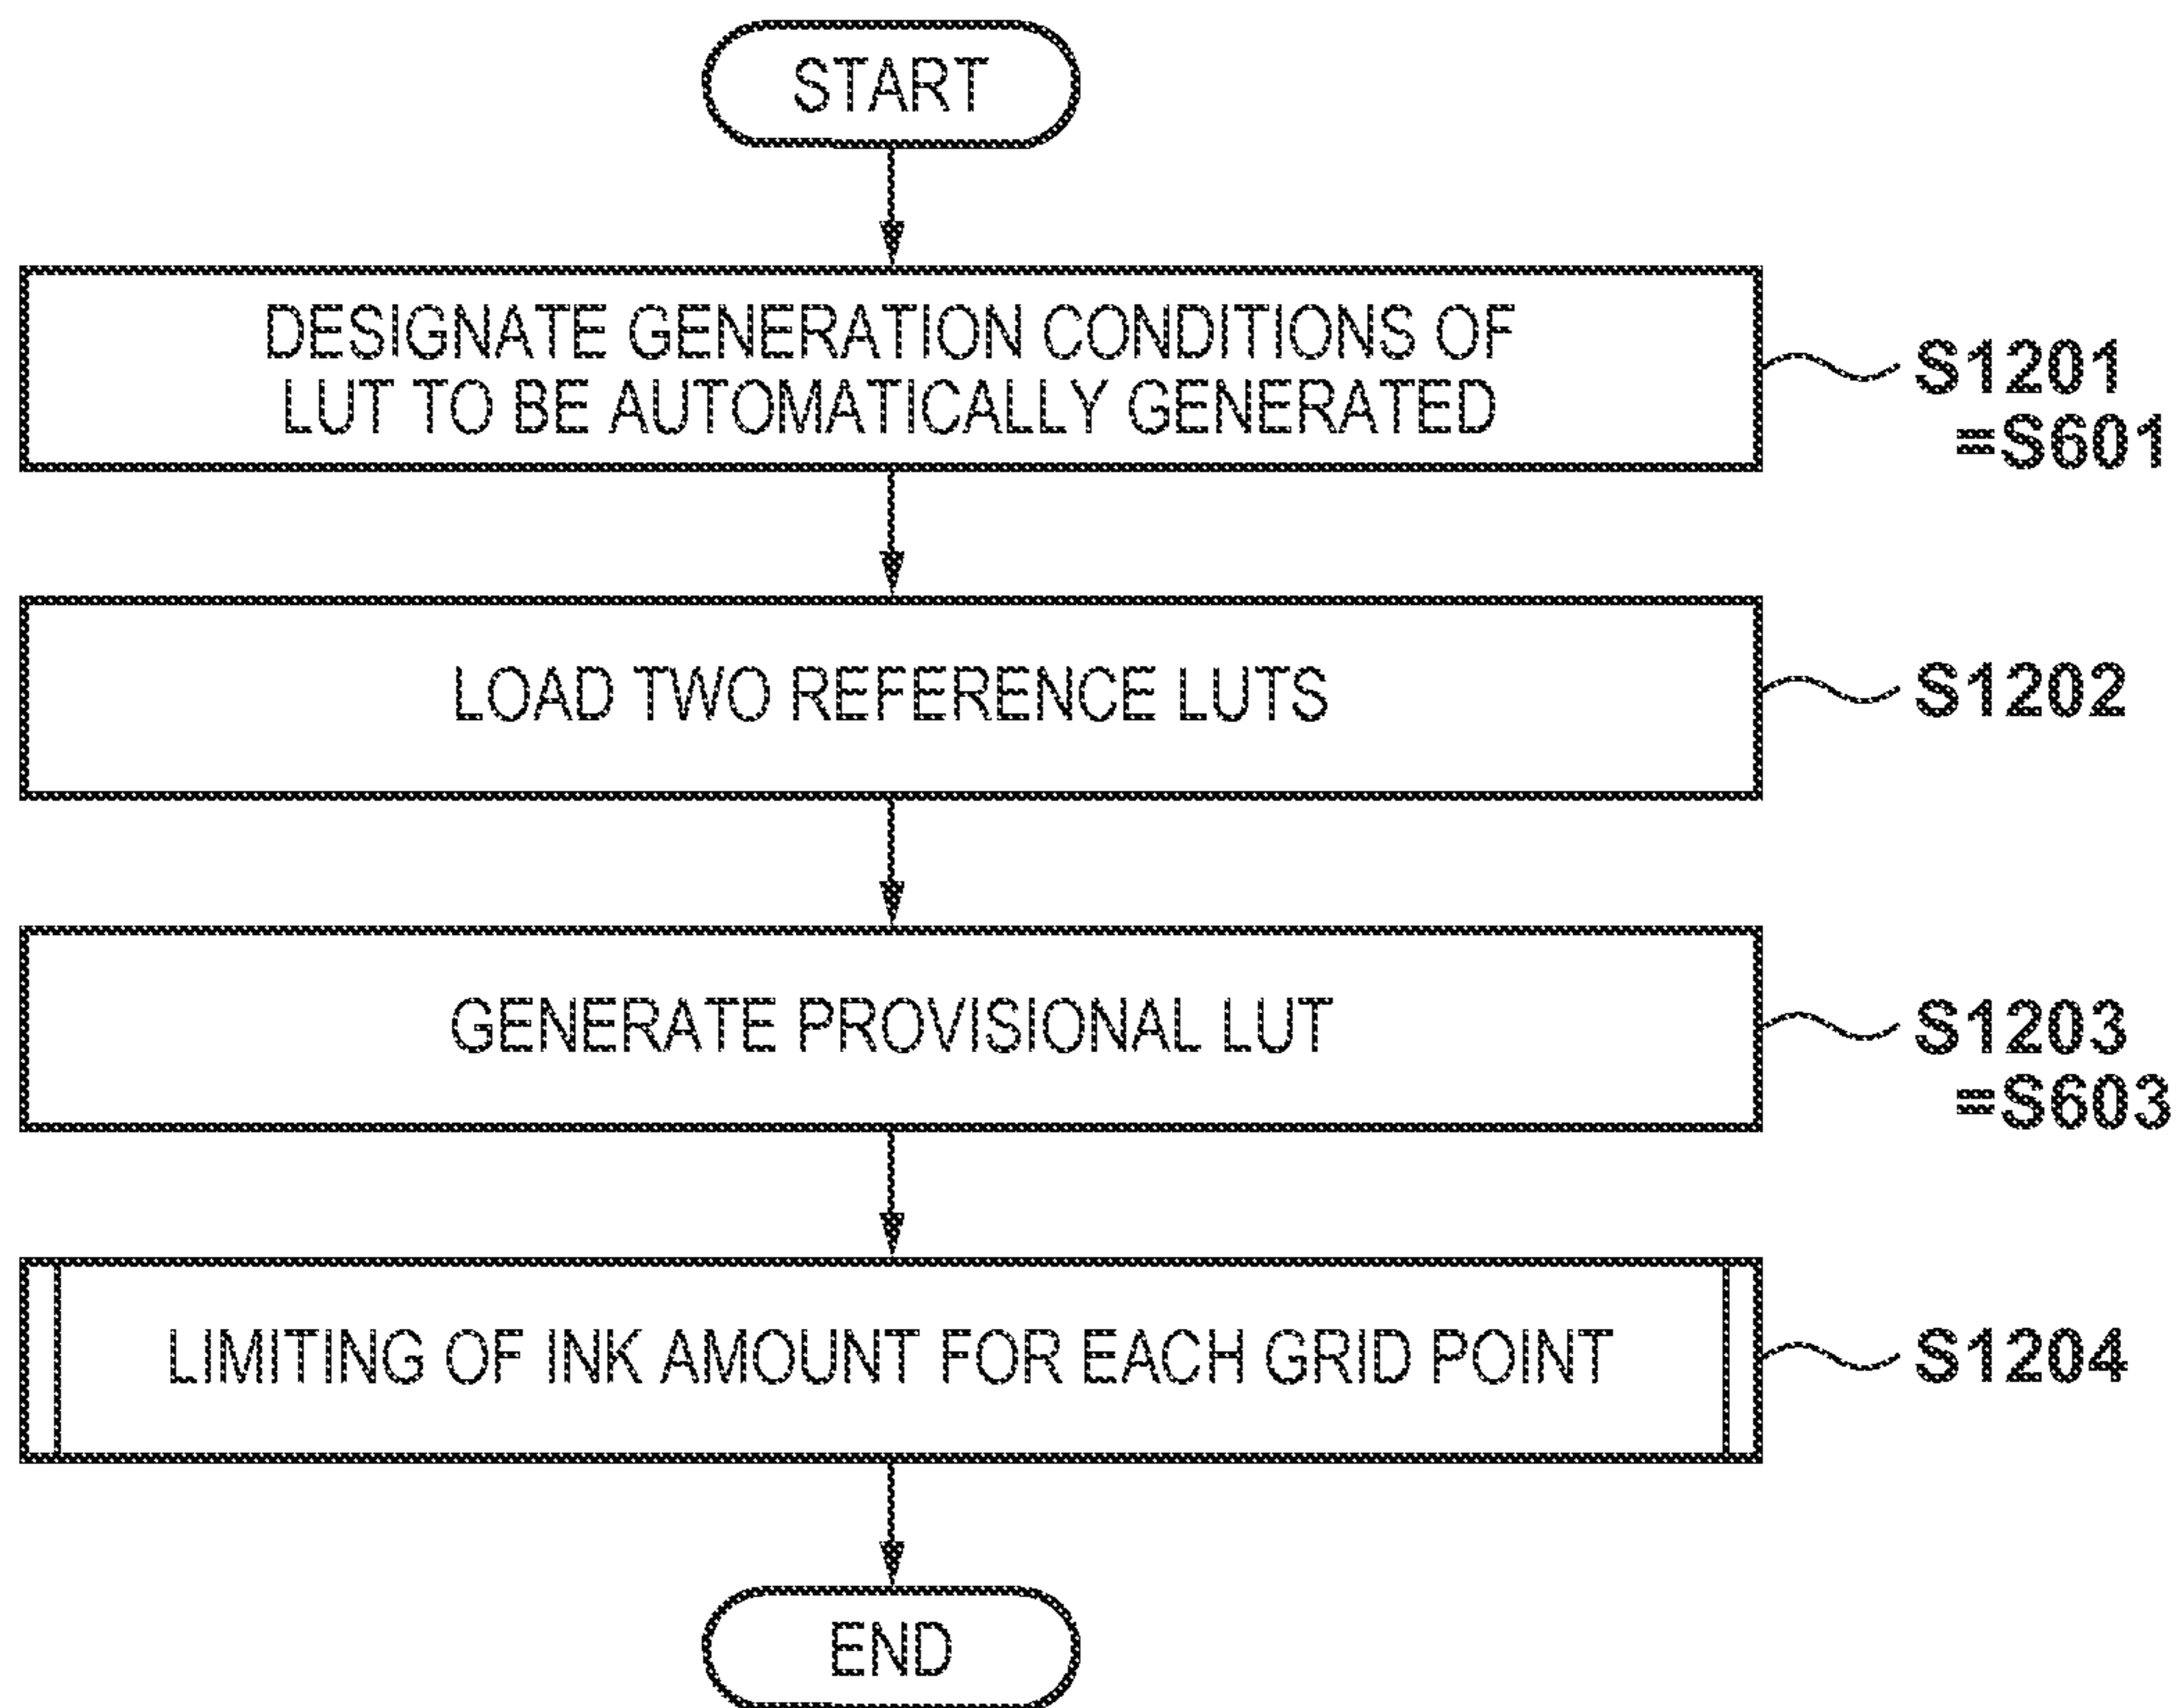 START
DESIGNATE GENERATION CONDITIONS OF
LUT TO BE AUTOMATICALLY GENERATED
S1201
=S601
LOAD TWO REFERENCE LUTS
S1202
GENERATE PROVISIONAL LUT
S1203
=S603
LIMITING OF INK AMOUNT FOR EACH GRID POINT
S1204
END